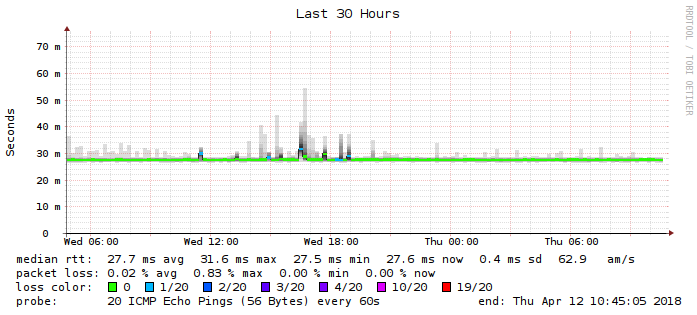 Last 30 Hours
RRDTOOL / TOBI OETIKER
Seconds
70 m
60 m
50 m
40 m
30 m
20 m
10 m
0
Wed 06:00 Wed 12:00 Wed 18:00 Thu 00:00 Thu 06:00
median rtt: 27.7 ms avg 31.6 ms max 27.5 ms min 27.6 ms now 0.4 ms sd 62.9 am/s
packet loss: 0.02 % avg 0.83 % max 0.00 % min 0.00 % now
loss color: 0 1/20 2/20 3/20 4/20 10/20 19/20
probe: 20 ICMP Echo Pings (56 Bytes) every 60s end: Thu Apr 12 10:45:05 2018